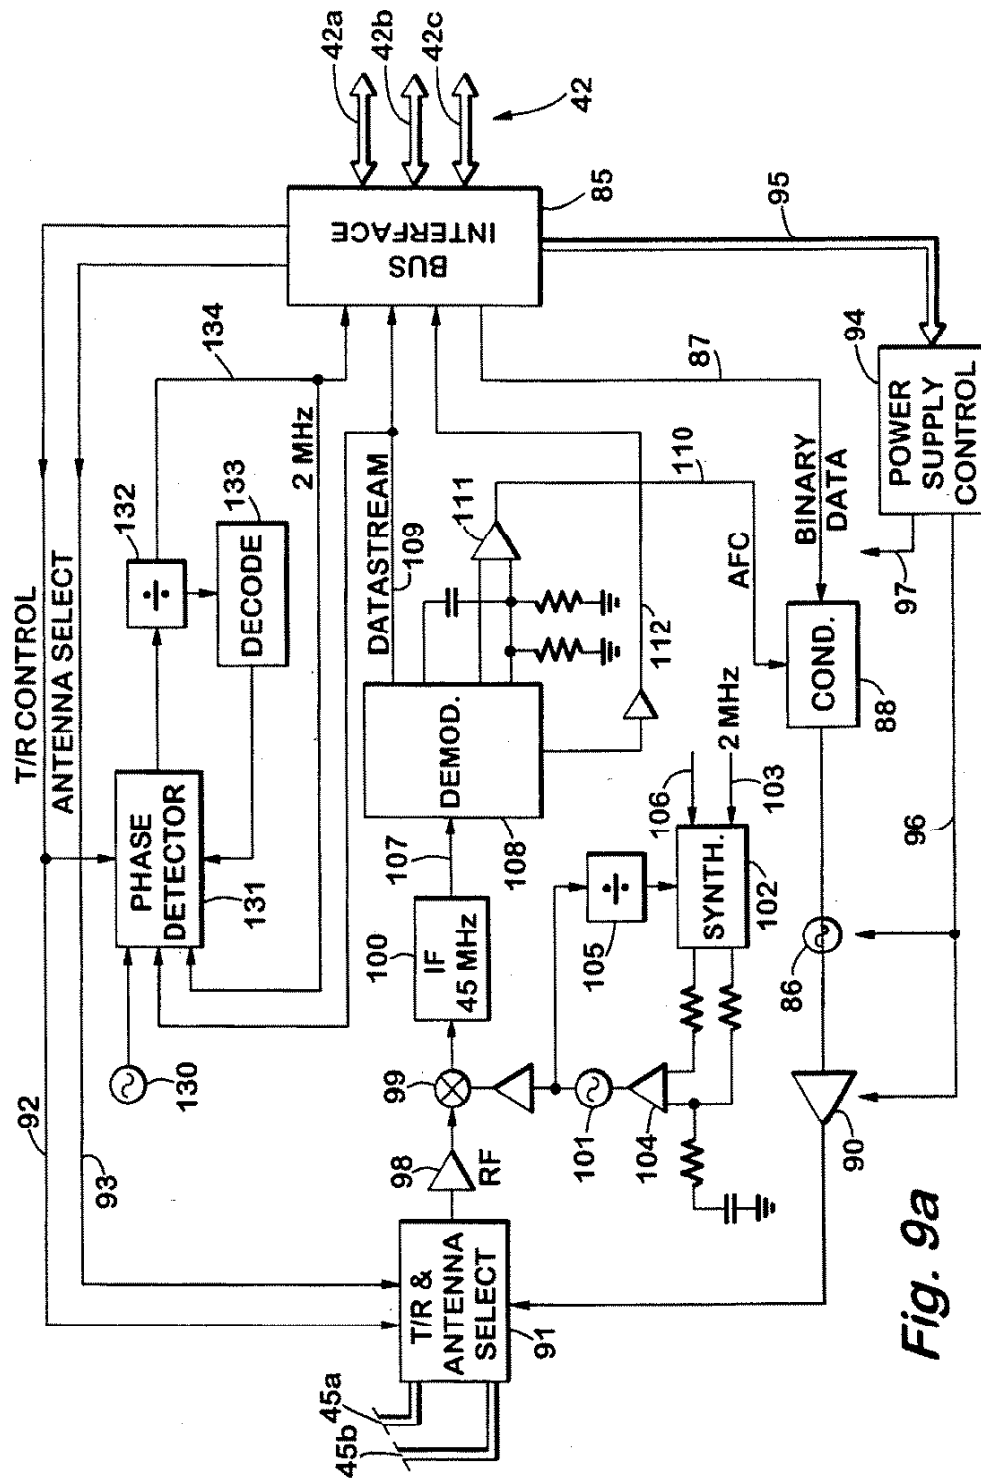 T/R CONTROL
ANTENNA SELECT
92
93
130
PHASE
DETECTOR
131
÷
132
DECODE
133
134
2 MHz
BUS
INTERFACE
85
42a
42b
42c
42
45a
45b
T/R &
ANTENNA
SELECT
91
98
RF
99
100
IF
45 MHz
107
DEMOD.
108
DATASTREAM
109
111
112
110
AFC
87
BINARY
DATA
101
104
÷
105
SYNTH.
102
106
2 MHz
103
COND.
88
86
90
96
97
POWER
SUPPLY
CONTROL
94
95
Fig. 9a